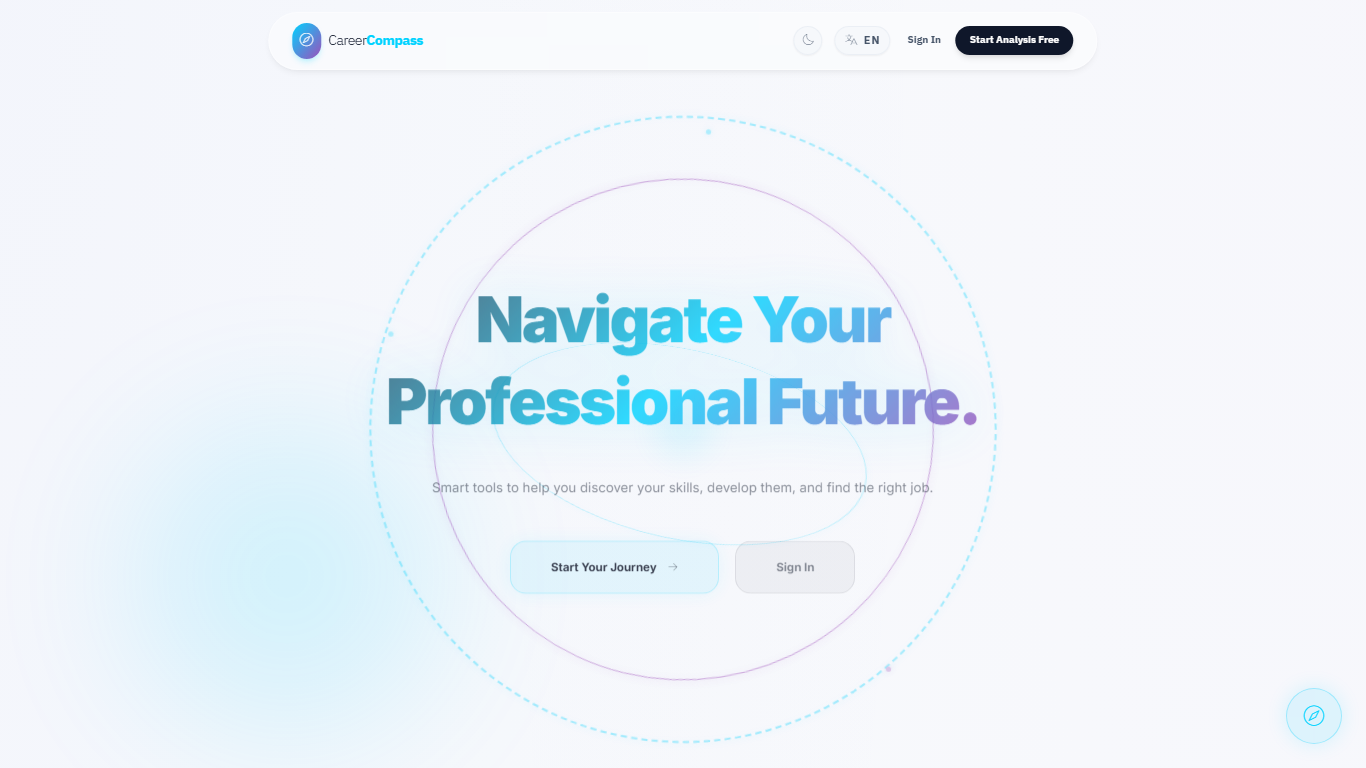 CareerCompass
EN
Sign In
Start Analysis Free
Navigate Your
Professional Future.
Smart tools to help you discover your skills, develop them, and find the right job.
Start Your Journey →
Sign In